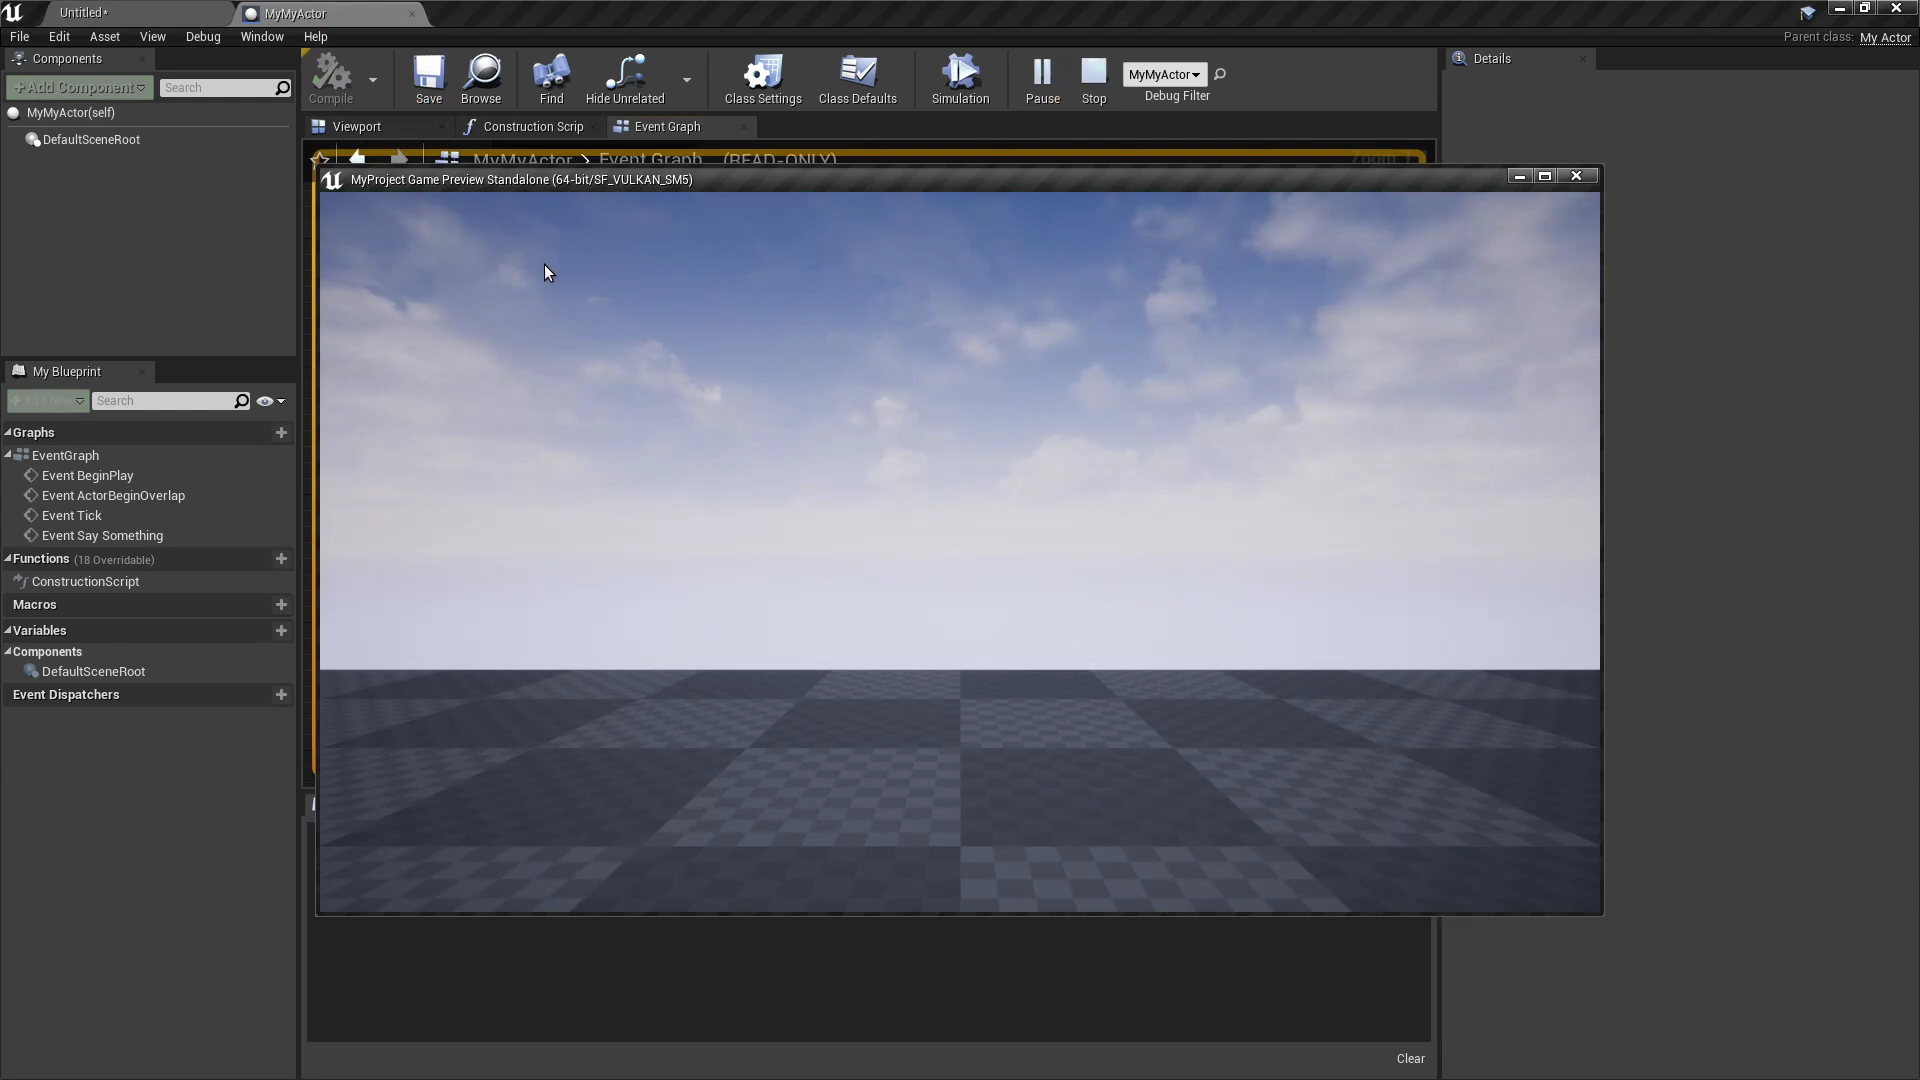 Untitled*
MyMyActor
File Edit Asset View Debug Window Help
Parent class: My Actor
Components
+Add Component
Search
MyMyActor(self)
DefaultSceneRoot
Compile
Save
Browse
Find
Hide Unrelated
Class Settings
Class Defaults
Simulation
Pause
Stop
MyMyActor
Debug Filter
Details
Viewport
Construction Scrip
Event Graph
MyMyActor > Event Graph (READ-ONLY)
MyProject Game Preview Standalone (64-bit/SF_VULKAN_SM5)
My Blueprint
+Add New
Search
Graphs
EventGraph
Event BeginPlay
Event ActorBeginOverlap
Event Tick
Event Say Something
Functions (18 Overridable)
ConstructionScript
Macros
Variables
Components
DefaultSceneRoot
Event Dispatchers
Clear